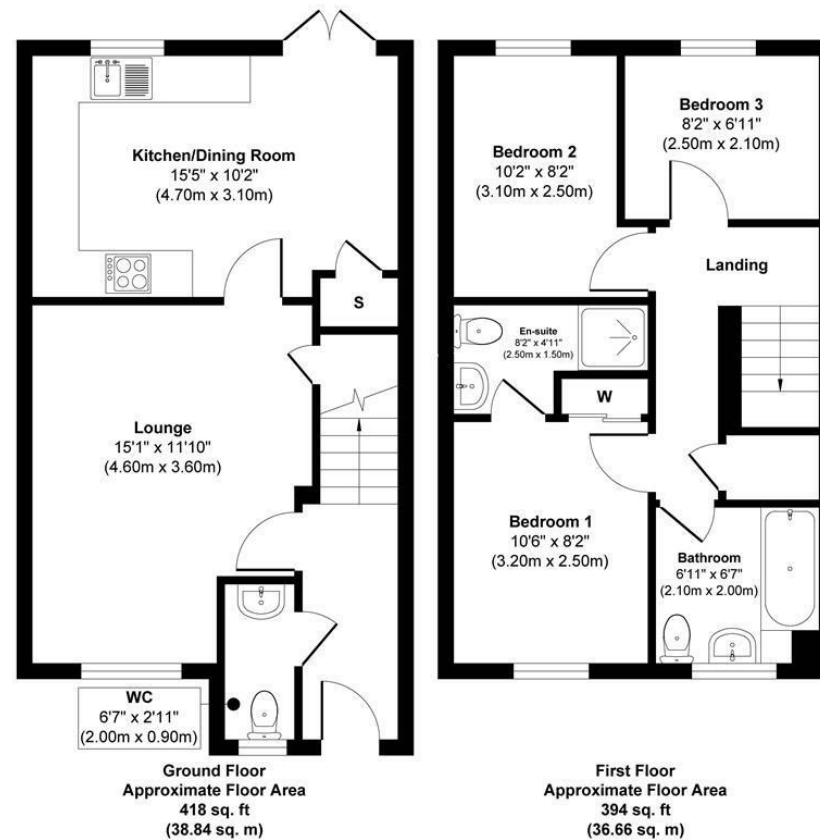 Kitchen/Dining Room
15'5" x 10'2"
(4.70m x 3.10m)
S
Lounge
15'1" x 11'10"
(4.60m x 3.60m)
WC
6'7" x 2'11"
(2.00m x 0.90m)
Ground Floor
Approximate Floor Area
418 sq. ft
(38.84 sq. m)
Bedroom 3
8'2" x 6'11"
(2.50m x 2.10m)
Bedroom 2
10'2" x 8'2"
(3.10m x 2.50m)
Landing
En-suite
8'2" x 4'11"
(2.50m x 1.50m)
W
Bedroom 1
10'6" x 8'2"
(3.20m x 2.50m)
Bathroom
6'11" x 6'7"
(2.10m x 2.00m)
First Floor
Approximate Floor Area
394 sq. ft
(36.66 sq. m)